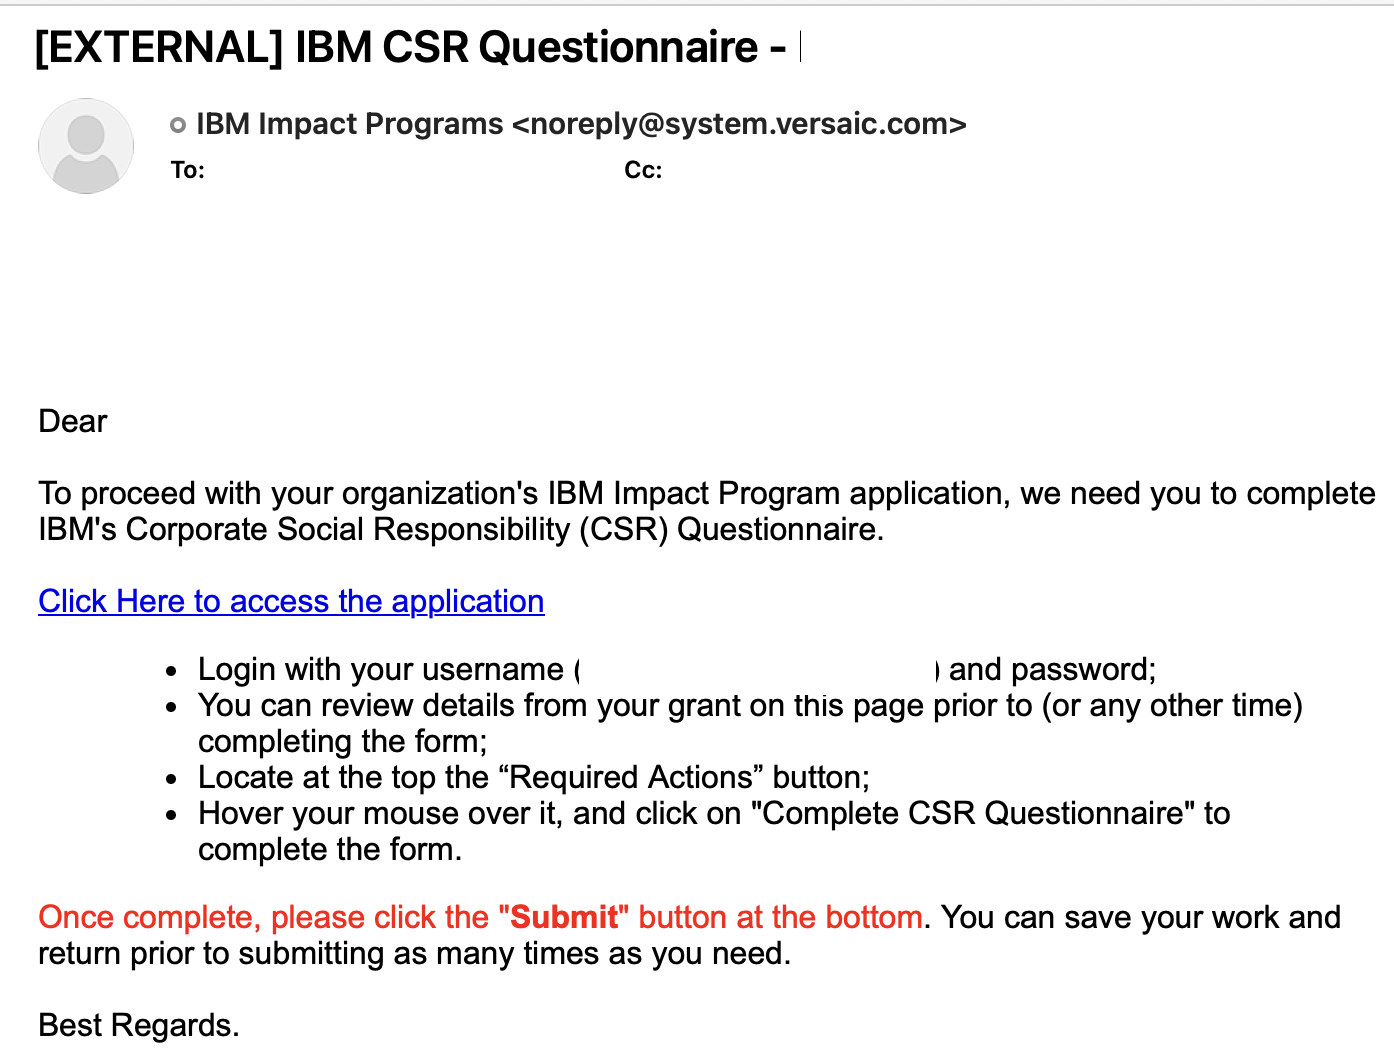 [EXTERNAL] IBM CSR Questionnaire -
IBM Impact Programs <noreply@system.versaic.com>
To: Cc:
Dear
To proceed with your organization's IBM Impact Program application, we need you to complete
IBM's Corporate Social Responsibility (CSR) Questionnaire.
Click Here to access the application
• Login with your username ( ) and password;
• You can review details from your grant on this page prior to (or any other time)
completing the form;
• Locate at the top the “Required Actions” button;
• Hover your mouse over it, and click on "Complete CSR Questionnaire" to
complete the form.
Once complete, please click the "Submit" button at the bottom. You can save your work and
return prior to submitting as many times as you need.
Best Regards.